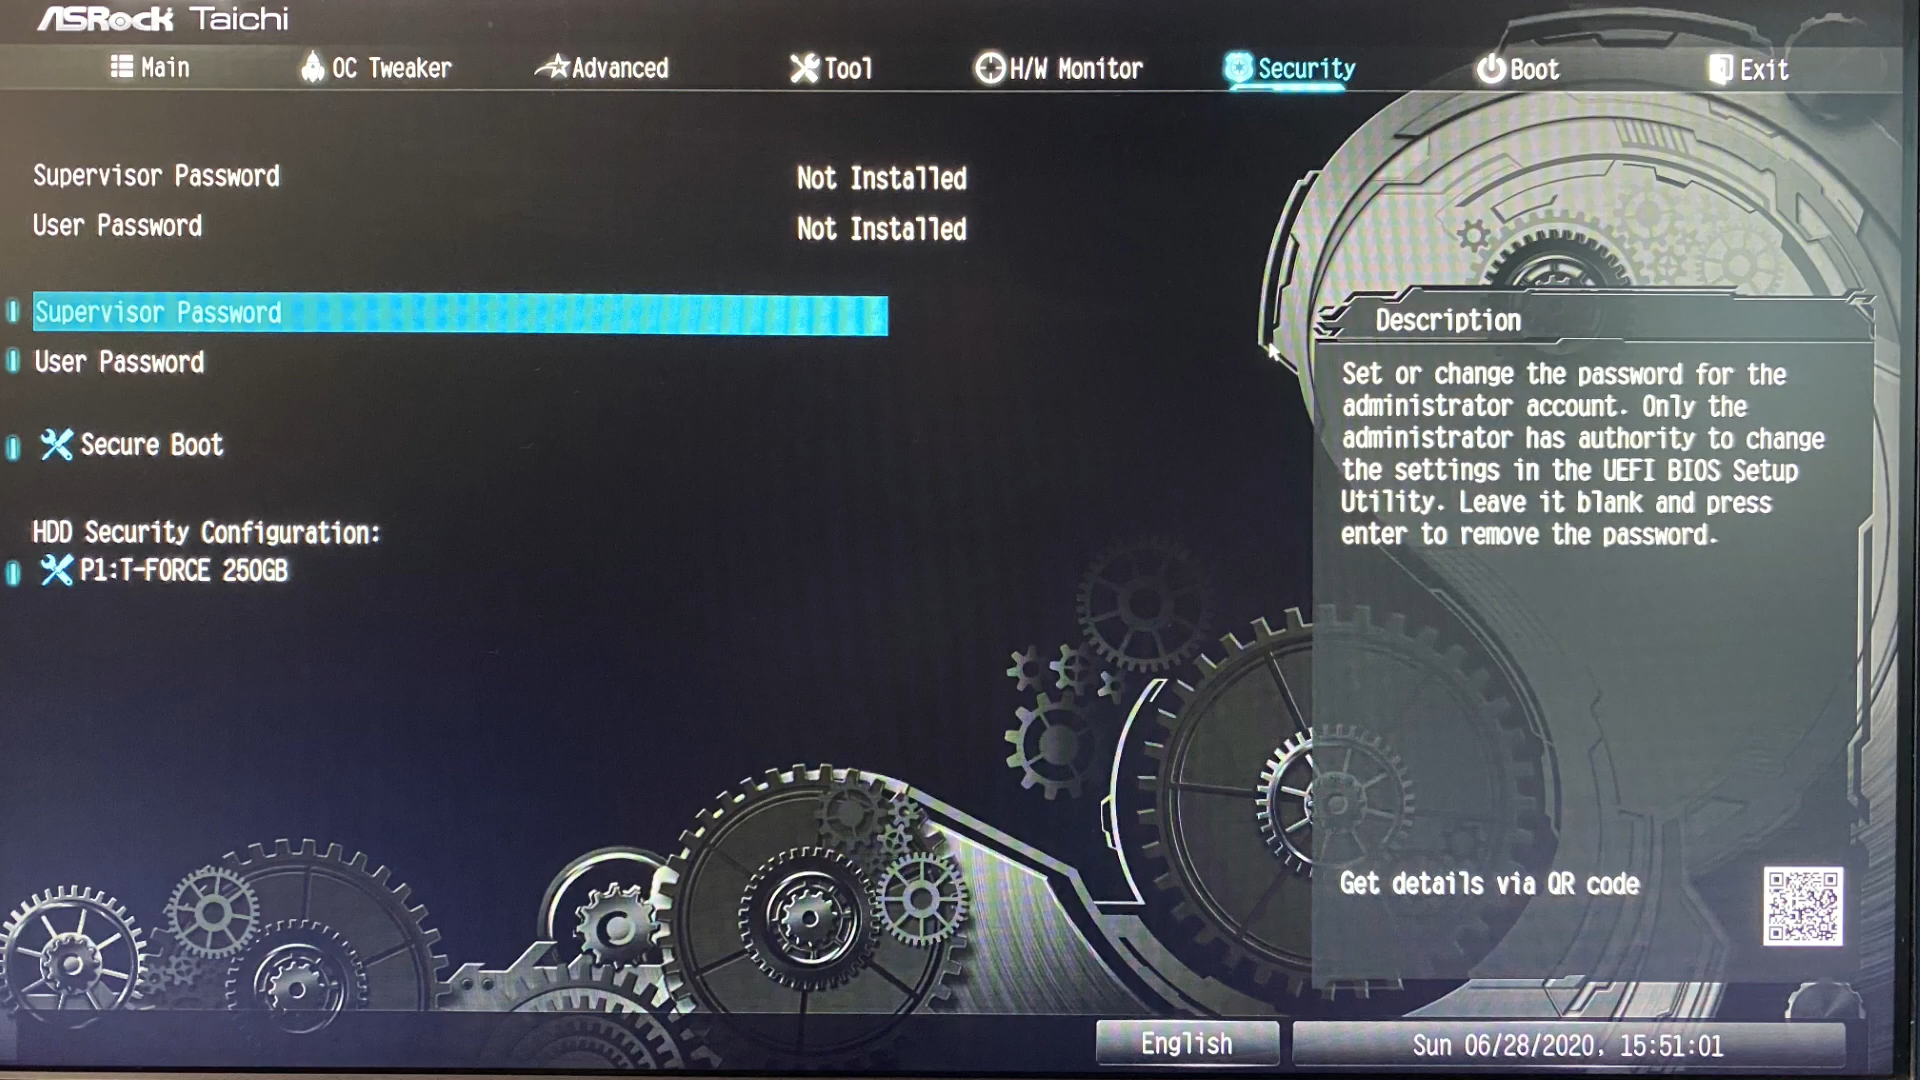 ASRock Taichi
Main OC Tweaker Advanced Tool H/W Monitor Security Boot Exit
Supervisor Password Not Installed
User Password Not Installed
Supervisor Password
User Password
Secure Boot
HDD Security Configuration:
P1:T-FORCE 250GB
Description
Set or change the password for the
administrator account. Only the
administrator has authority to change
the settings in the UEFI BIOS Setup
Utility. Leave it blank and press
enter to remove the password.
Get details via QR code
English Sun 06/28/2020, 15:51:01